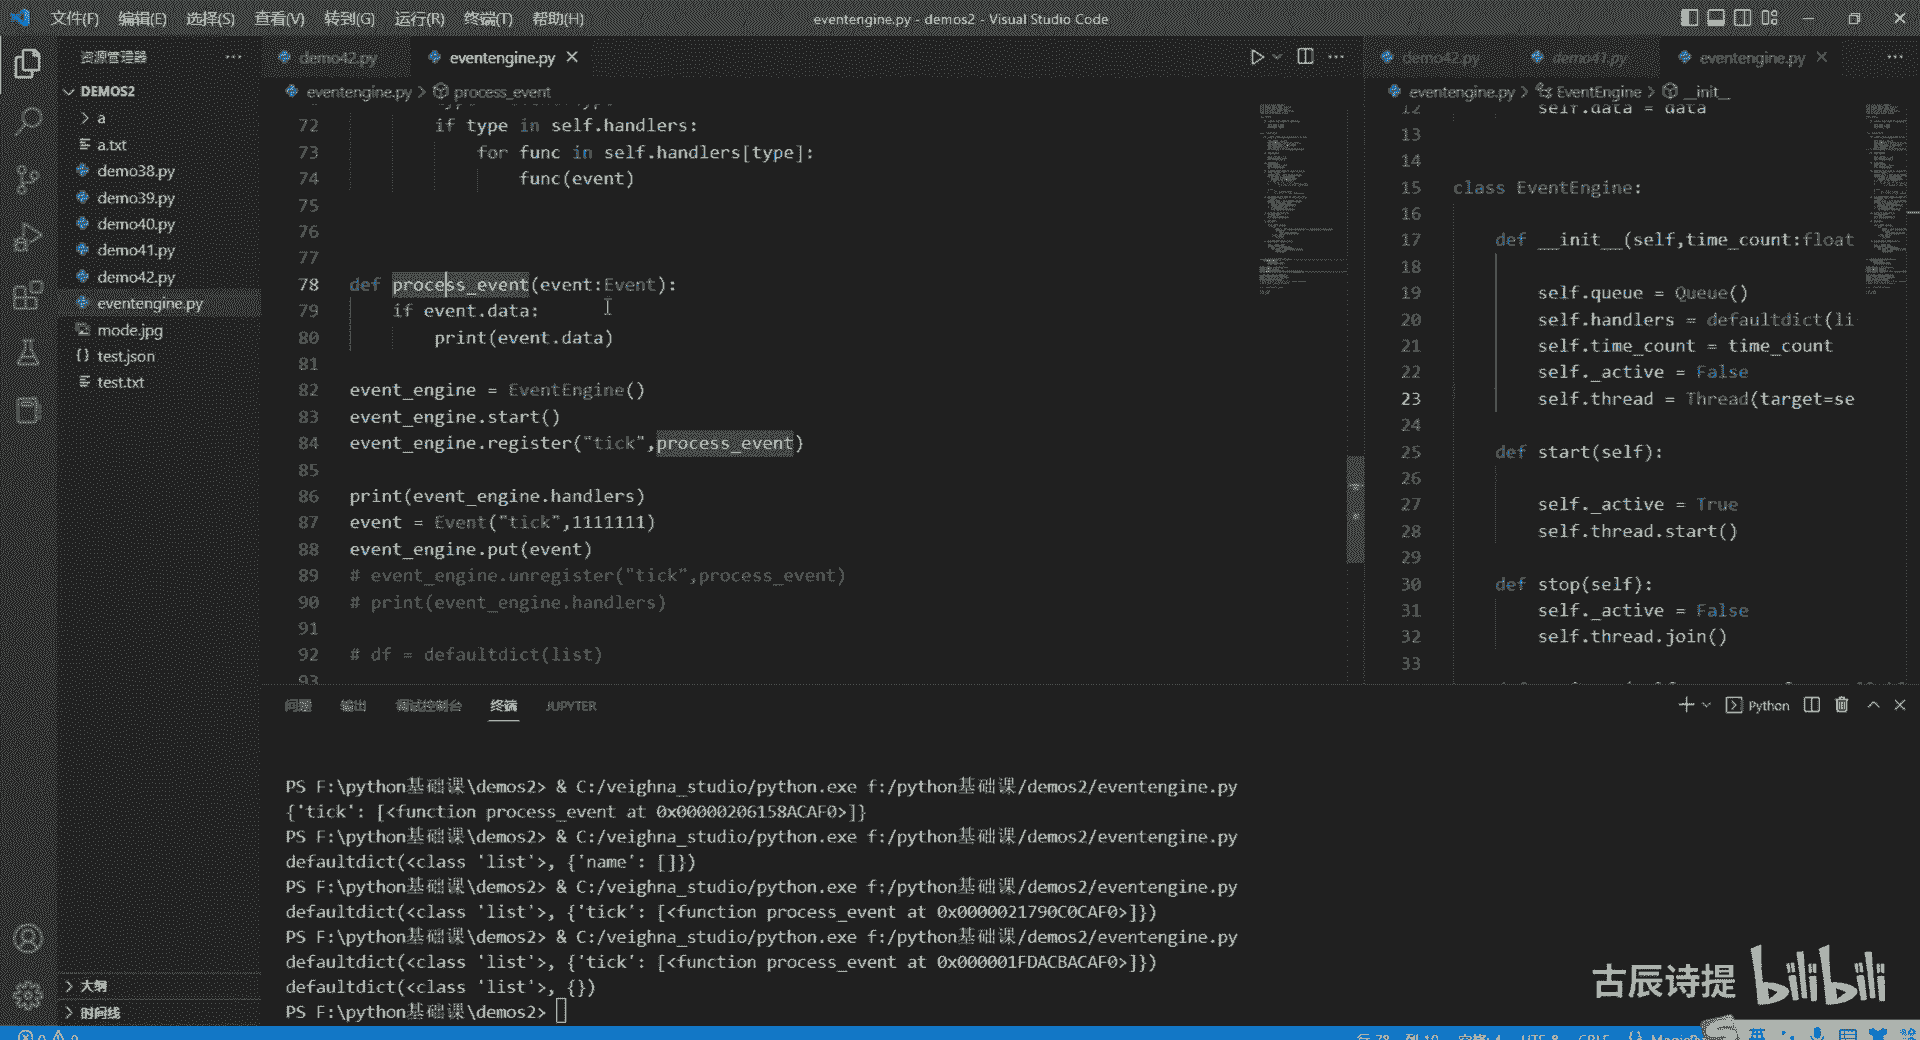 文件(F) 编辑(E) 选择(S) 查看(V) 转到(G) 运行(R) 终端(T) 帮助(H)
eventengine.py - demos2 - Visual Studio Code
资源管理器
DEMOS2
a
a.txt
demo38.py
demo39.py
demo40.py
demo41.py
demo42.py
eventengine.py
mode.jpg
test.json
test.txt
大纲
时间线
demo42.py eventengine.py
eventengine.py > process_event
72 if type in self.handlers:
73 for func in self.handlers[type]:
74 func(event)
75
76
77
78 def process_event(event:Event):
79 if event.data:
80 print(event.data)
81
82 event_engine = EventEngine()
83 event_engine.start()
84 event_engine.register("tick",process_event)
85
86 print(event_engine.handlers)
87 event = Event("tick",1111111)
88 event_engine.put(event)
89 # event_engine.unregister("tick",process_event)
90 # print(event_engine.handlers)
91
92 # df = defaultdict(list)
93
demo42.py demo41.py eventengine.py
eventengine.py > EventEngine > __init__
12 self.data = data
13
14
15 class EventEngine:
16
17 def __init__(self,time_count:float
18
19 self.queue = Queue()
20 self.handlers = defaultdict(li
21 self.time_count = time_count
22 self._active = False
23 self.thread = Thread(target=se
24
25 def start(self):
26
27 self._active = True
28 self.thread.start()
29
30 def stop(self):
31 self._active = False
32 self.thread.join()
33
问题 输出 调试控制台 终端 JUPYTER
Python
PS F:\python基础课\demos2> & C:/veighna_studio/python.exe f:/python基础课/demos2/eventengine.py
{'tick': [<function process_event at 0x00000206158ACAF0>]}
PS F:\python基础课\demos2> & C:/veighna_studio/python.exe f:/python基础课/demos2/eventengine.py
defaultdict(<class 'list'>, {'name': []})
PS F:\python基础课\demos2> & C:/veighna_studio/python.exe f:/python基础课/demos2/eventengine.py
defaultdict(<class 'list'>, {'tick': [<function process_event at 0x0000021790C0CAF0>]})
PS F:\python基础课\demos2> & C:/veighna_studio/python.exe f:/python基础课/demos2/eventengine.py
defaultdict(<class 'list'>, {'tick': [<function process_event at 0x000001FDACBACAF0>]})
defaultdict(<class 'list'>, {})
PS F:\python基础课\demos2>
古辰诗提 bilibili